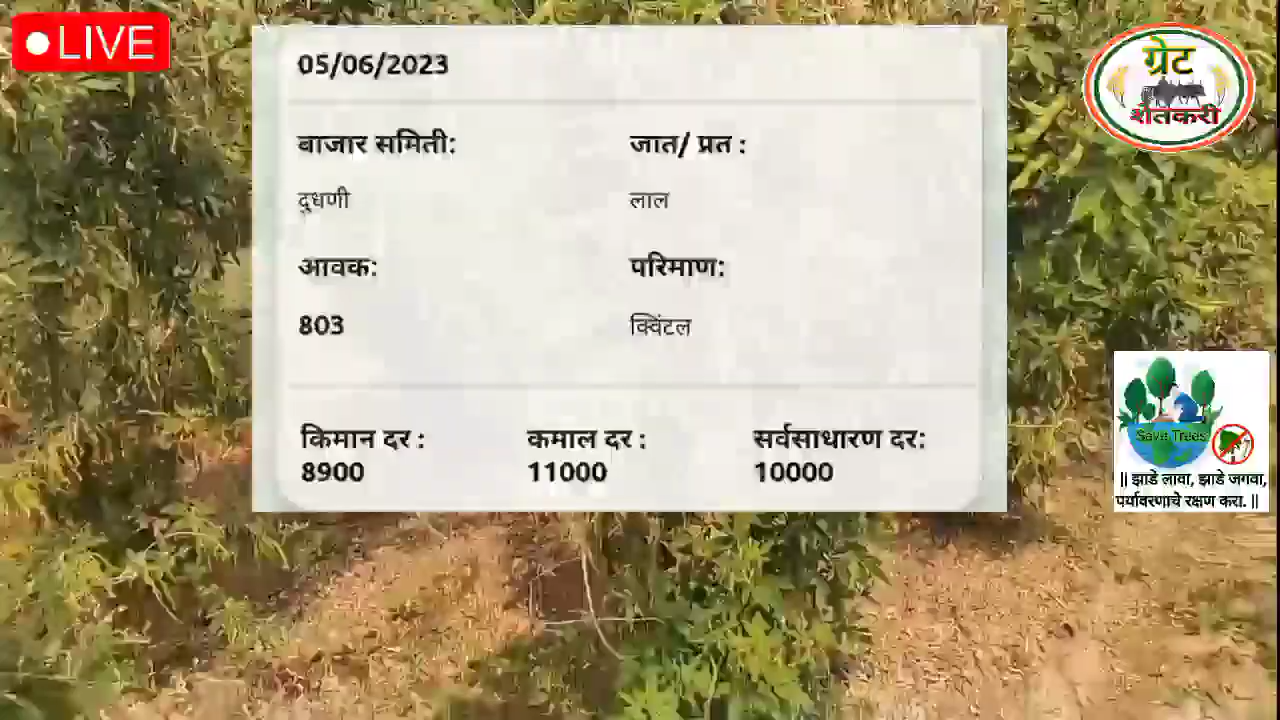 LIVE
05/06/2023
ग्रेट
शेतकरी
बाजार समिती:
जात/ प्रत :
दुधणी
लाल
आवक:
परिमाण:
803
क्विंटल
किमान दर :
कमाल दर :
सर्वसाधारण दर:
8900
11000
10000
Save Trees
|| झाडे लावा, झाडे जगवा,
पर्यावरणाचे रक्षण करा. ||